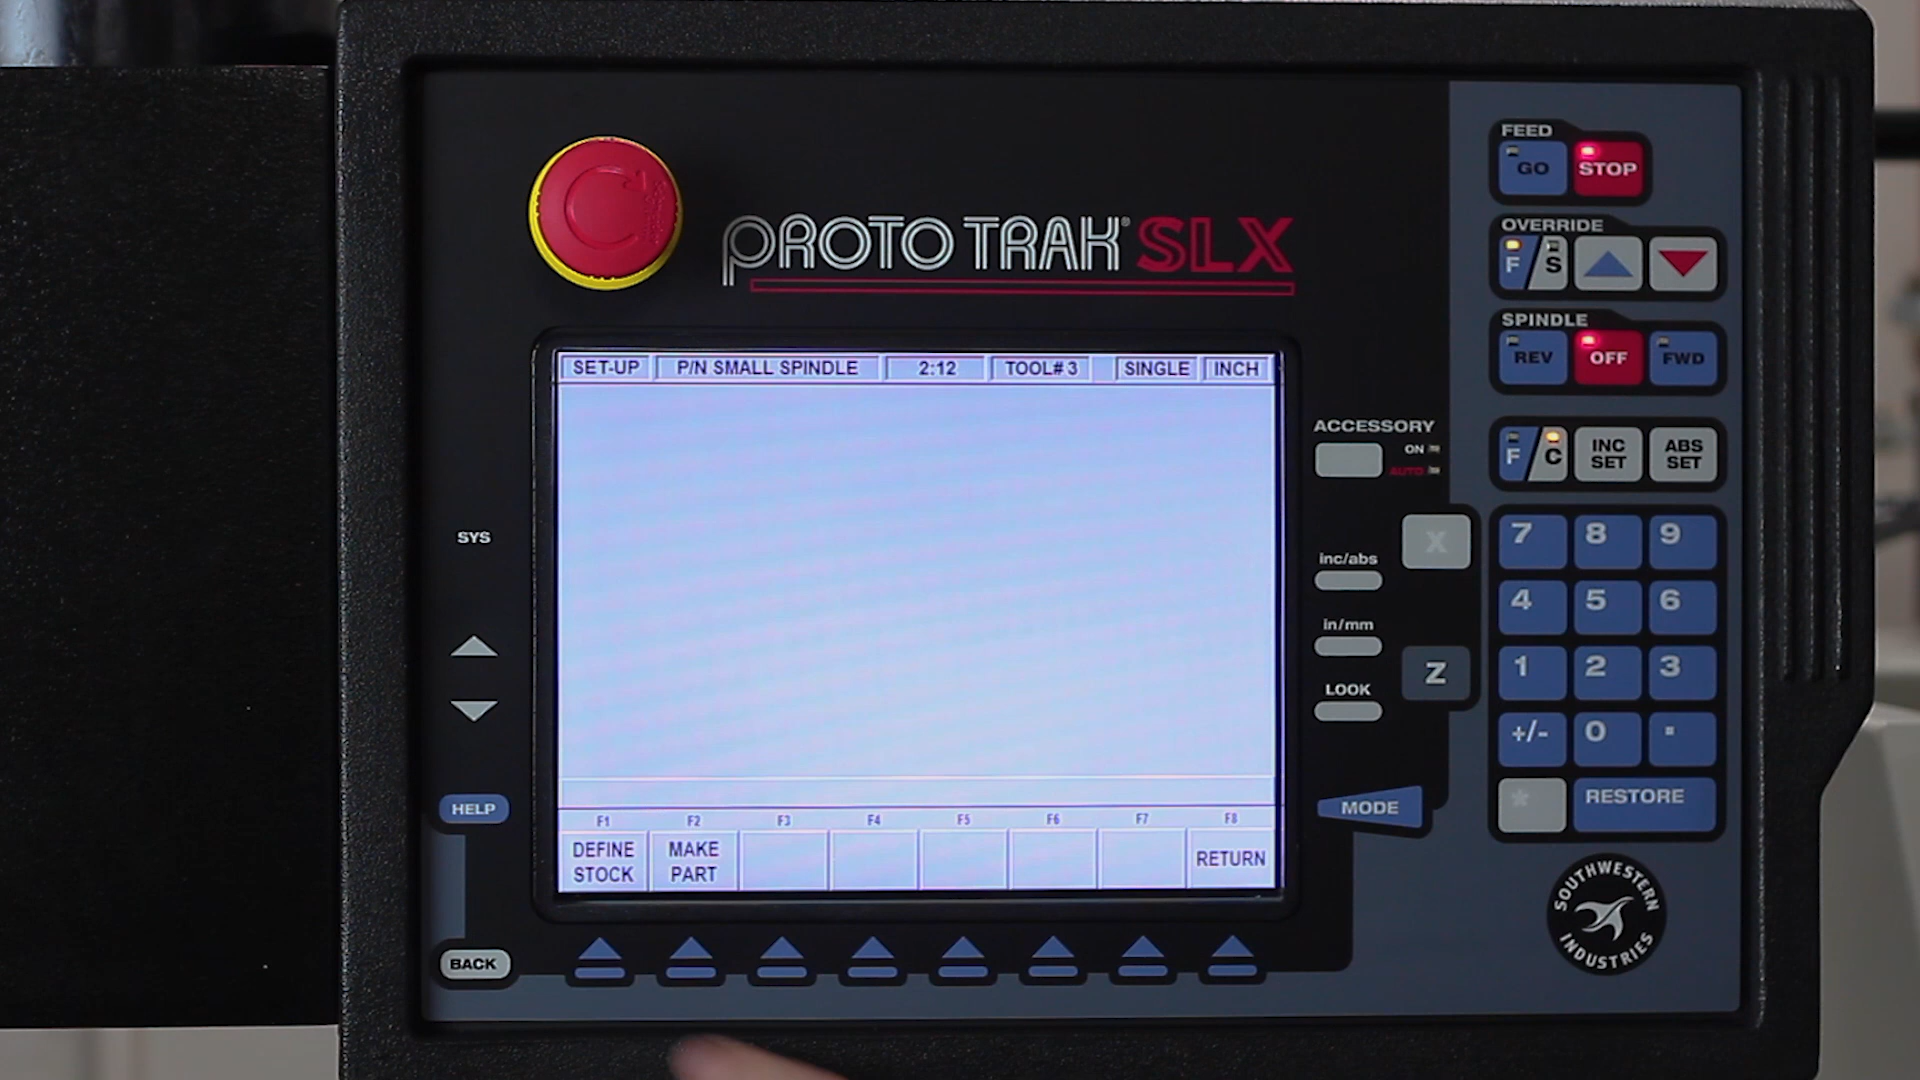 PROTO TRAK® SLX
SET-UP
P/N SMALL SPINDLE
2:12
TOOL# 3
SINGLE
INCH
F1
F2
F3
F4
F5
F6
F7
F8
DEFINE
STOCK
MAKE
PART
RETURN
SYS
HELP
BACK
ACCESSORY
ON
AUTO
inc/abs
in/mm
LOOK
MODE
X
Z
FEED
GO
STOP
OVERRIDE
F
S
SPINDLE
REV
OFF
FWD
F
C
INC
SET
ABS
SET
7
8
9
4
5
6
1
2
3
+/-
0
.
*
RESTORE
SOUTHWESTERN
INDUSTRIES